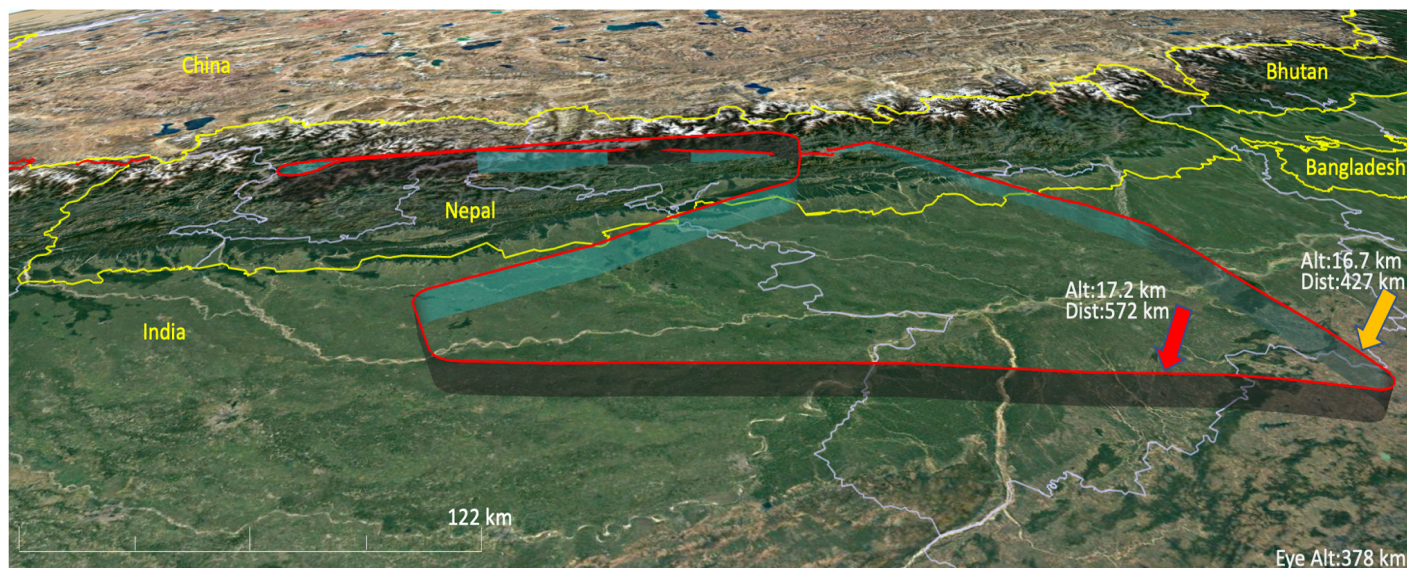 China
Bhutan
Bangladesh
Nepal
Alt:16.7 km
Dist:427 km
Alt:17.2 km
Dist:572 km
India
122 km
Eye Alt:378 km